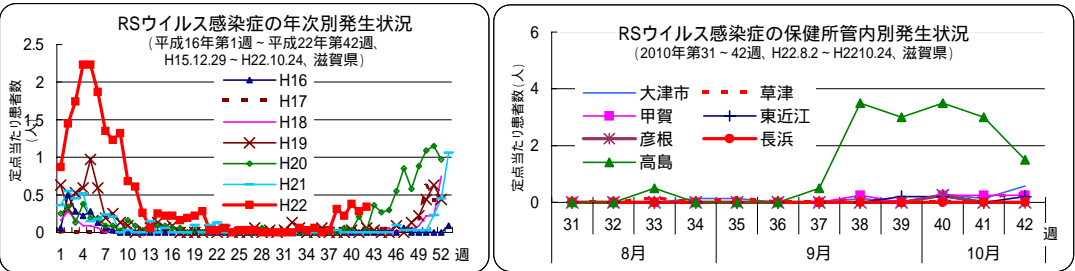 RSウイルス感染症の年次別発生状況
(平成16年第1週～平成22年第42週、
H15.12.29～H22.10.24、滋賀県)
定点当たり患者数(人)
2.5
2
1.5
1
0.5
0
H16
H17
H18
H19
H20
H21
H22
1 4 7 10 13 16 19 22 25 28 31 34 37 40 43 46 49 52 週
RSウイルス感染症の保健所管内別発生状況
(2010年第31～42週、H22.8.2～H2210.24、滋賀県)
定点当たり患者数(人)
6
4
2
0
大津市 草津
甲賀 東近江
彦根 長浜
高島
31 32 33 34 35 36 37 38 39 40 41 42 週
8月 9月 10月